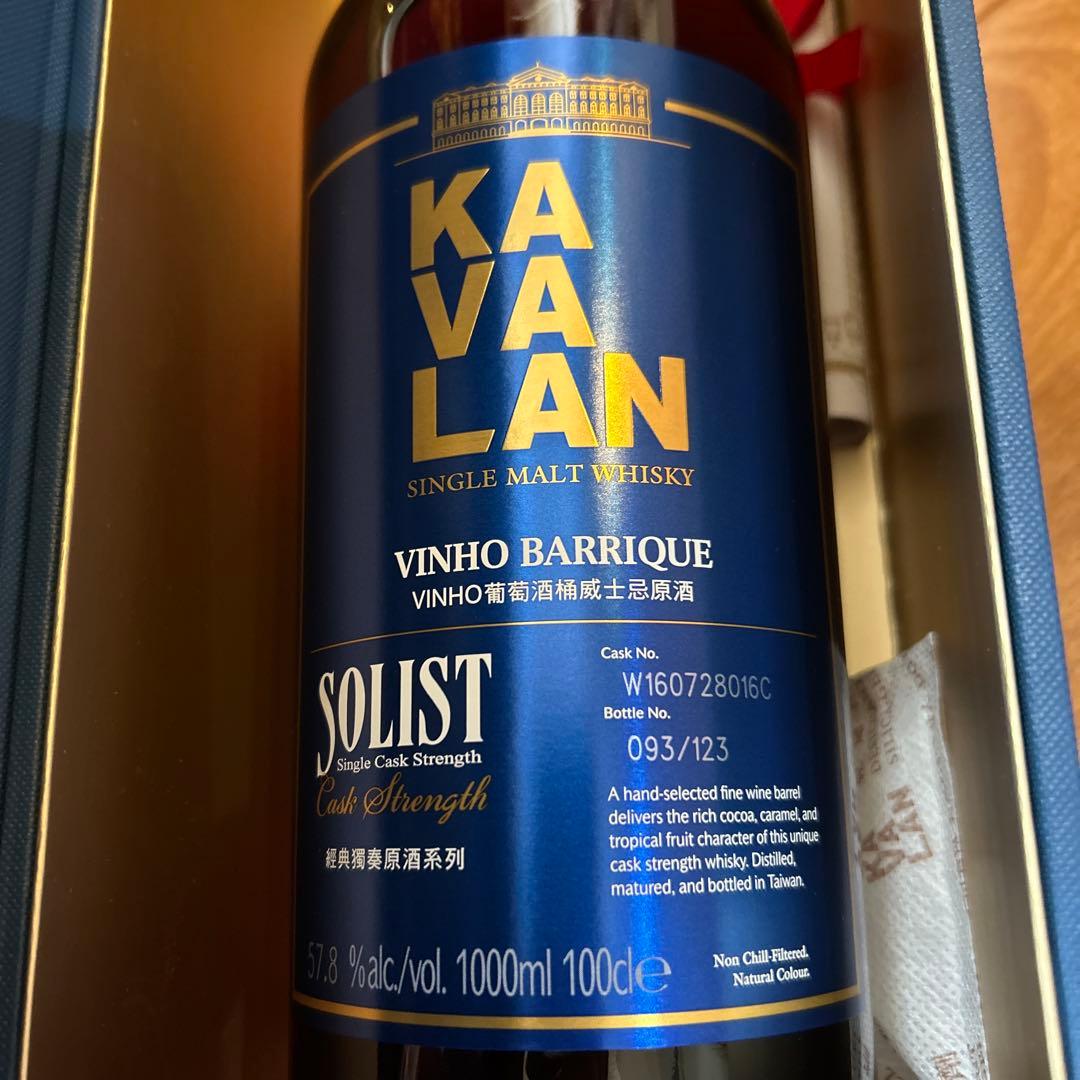 KA
VA
LAN
SINGLE MALT WHISKY
VINHO BARRIQUE
VINHO葡萄酒桶威士忌原酒
SOLIST
Single Cask Strength
Cask Strength
經典獨奏原酒系列
Cask No.
W160728016C
Bottle No.
093/123
A hand-selected fine wine barrel
delivers the rich cocoa, caramel, and
tropical fruit character of this unique
cask strength whisky. Distilled,
matured, and bottled in Taiwan.
57.8 %alc./vol. 1000ml 100cl℮
Non Chill-Filtered.
Natural Colour.
KA
VA
LAN